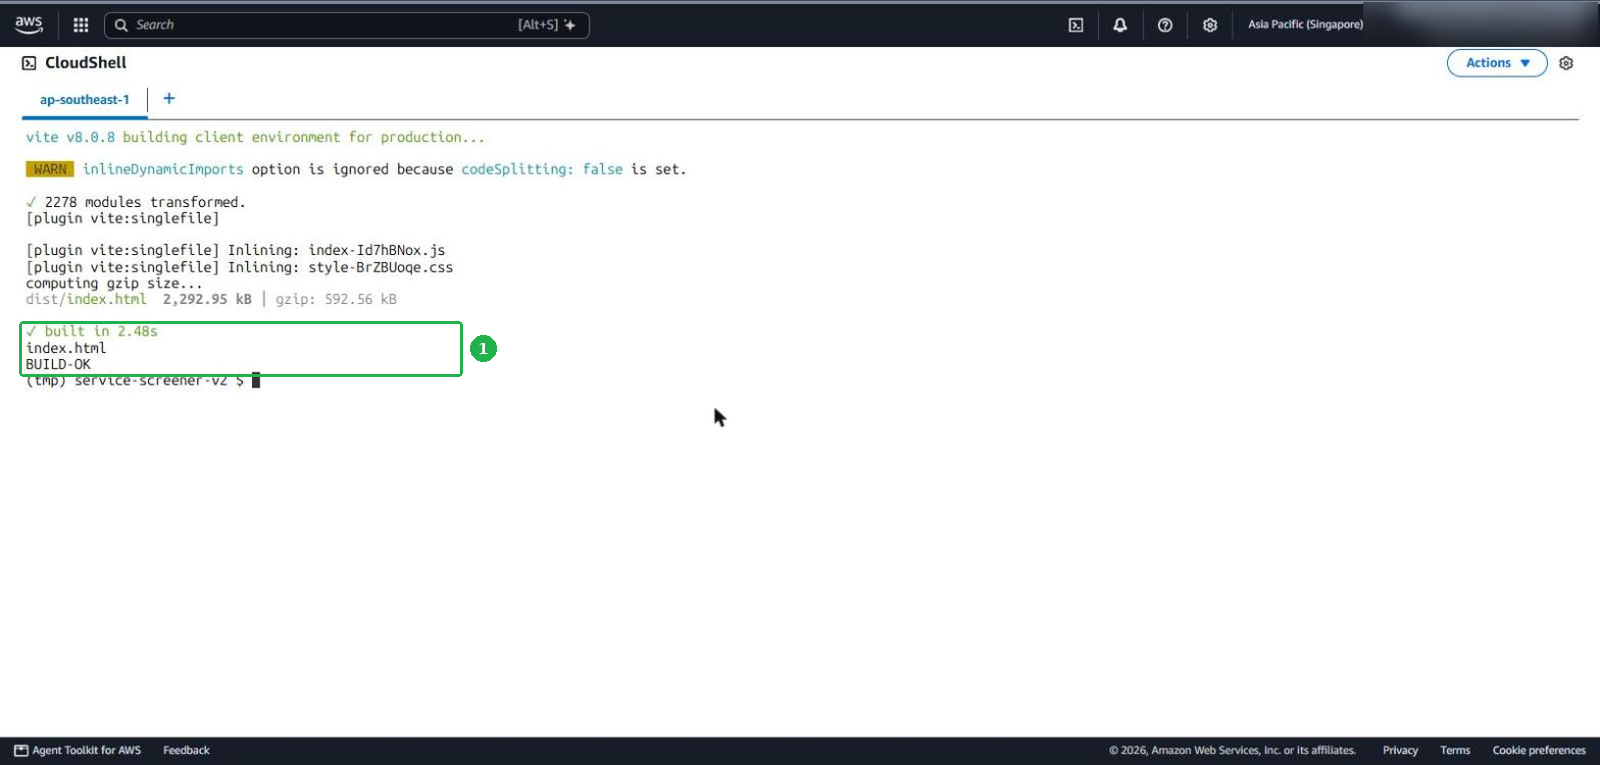 aws
Search [Alt+S]
Asia Pacific (Singapore)
CloudShell
Actions
ap-southeast-1 +
vite v8.0.8 building client environment for production...
WARN inlineDynamicImports option is ignored because codeSplitting: false is set.
✓ 2278 modules transformed.
[plugin vite:singlefile]
[plugin vite:singlefile] Inlining: index-Id7hBNox.js
[plugin vite:singlefile] Inlining: style-BrZBUoqe.css
computing gzip size...
dist/index.html 2,292.95 kB │ gzip: 592.56 kB
✓ built in 2.48s
index.html
BUILD-OK
1
(tmp) service-screener-v2 $
Agent Toolkit for AWS Feedback © 2026, Amazon Web Services, Inc. or its affiliates. Privacy Terms Cookie preferences